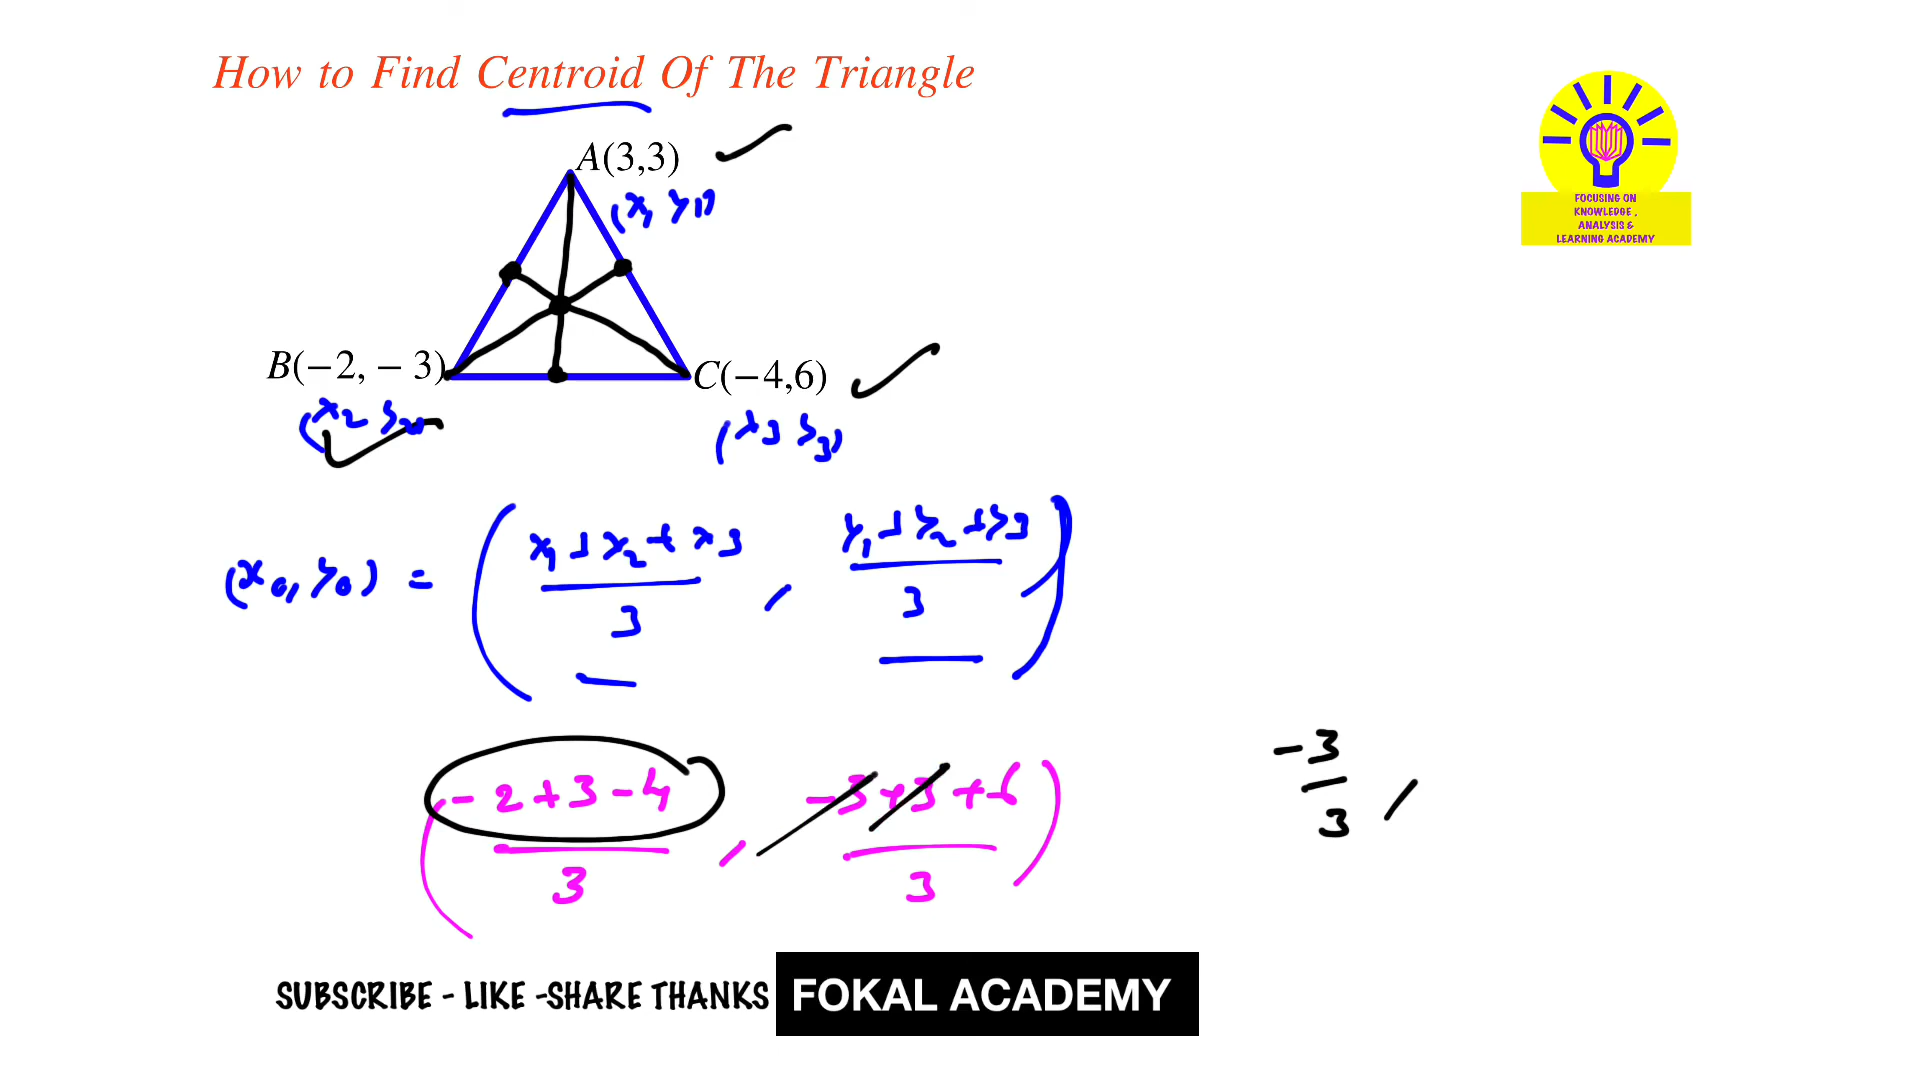 How to Find Centroid Of The Triangle
A(3,3)
(x1 y1)
FOCUSING ON
KNOWLEDGE ,
ANALYSIS &
LEARNING ACADEMY
B(−2, − 3)
C(−4,6)
(x2 y2)
(x3 y3)
(x0, y0) = ( x1+x2+x3 / 3 , y1+y2+y3 / 3 )
( -2+3-4 / 3 , -3+3+6 / 3 )
-3 / 3 ,
SUBSCRIBE - LIKE -SHARE THANKS
FOKAL ACADEMY